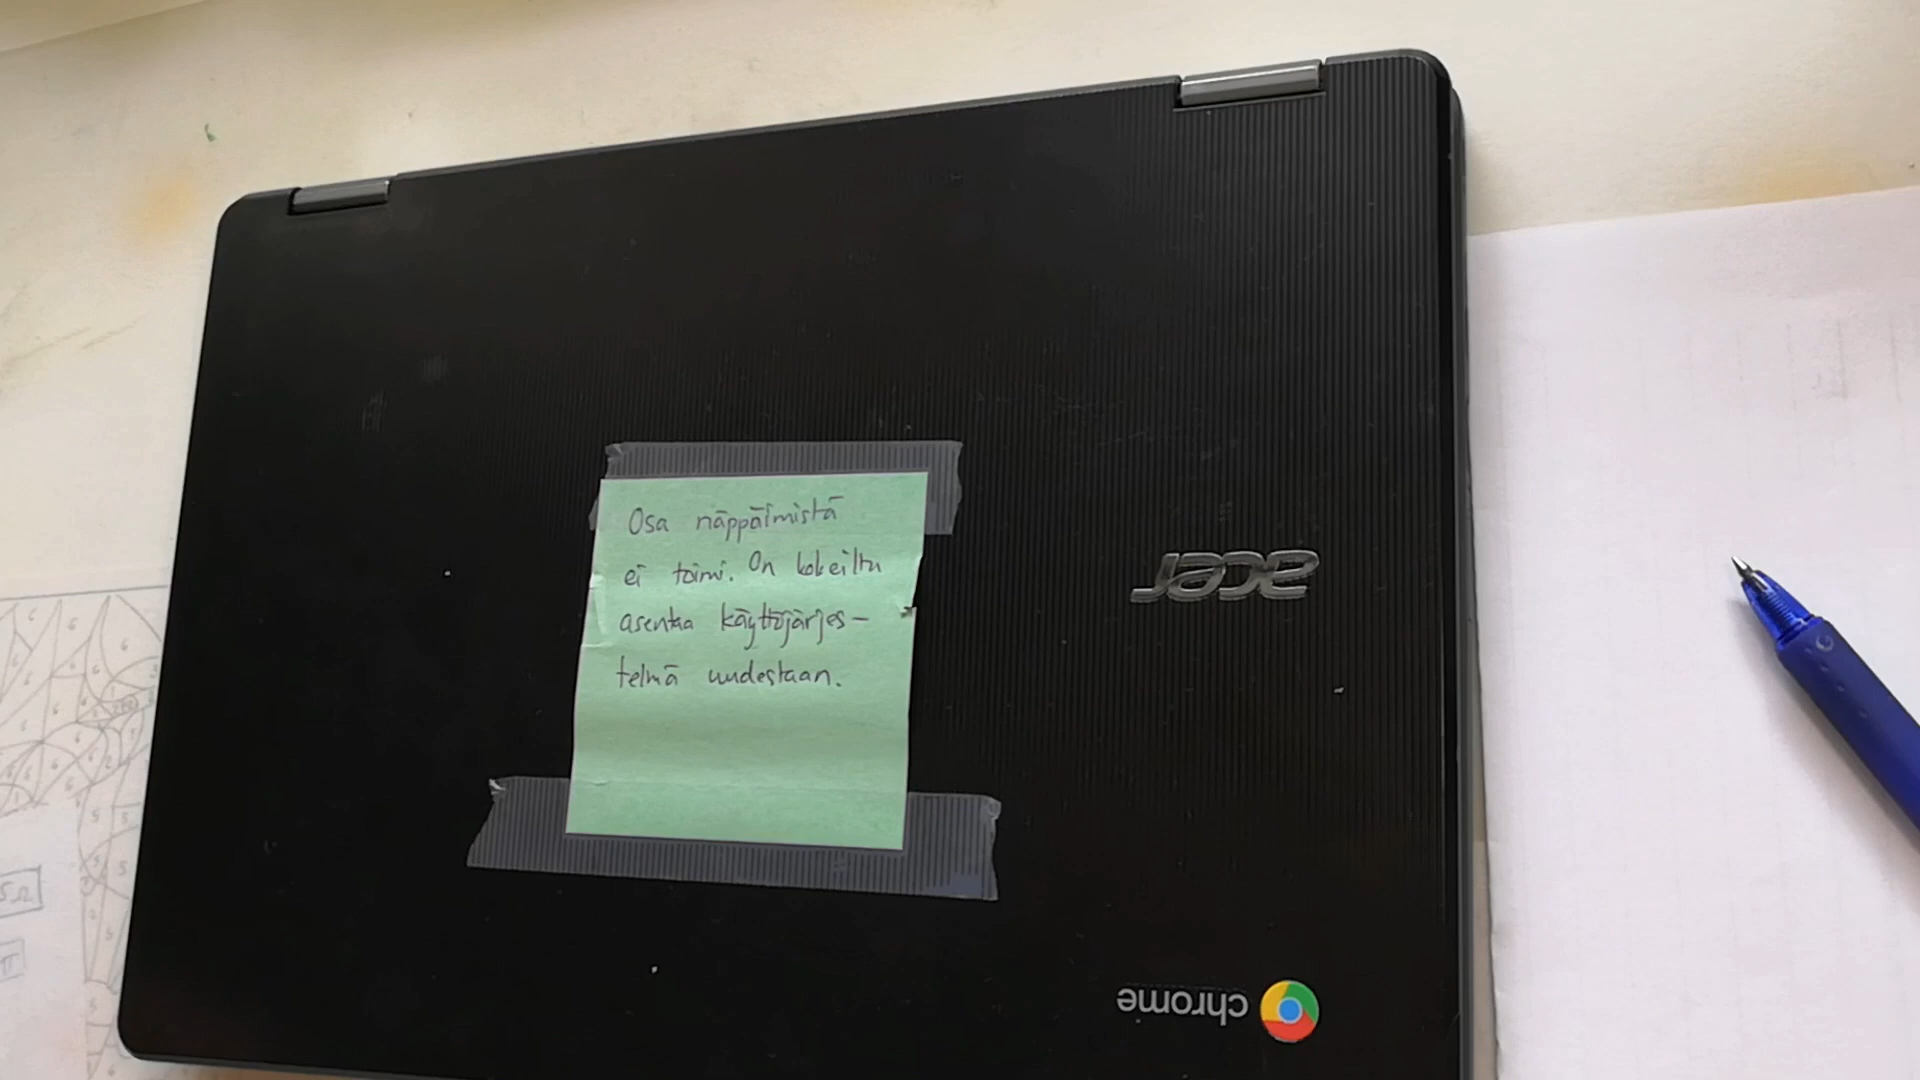 Osa näppäimistä
ei toimi. On kokeiltu
asentaa käyttöjärjes-
telmä uudestaan.
acer
chrome